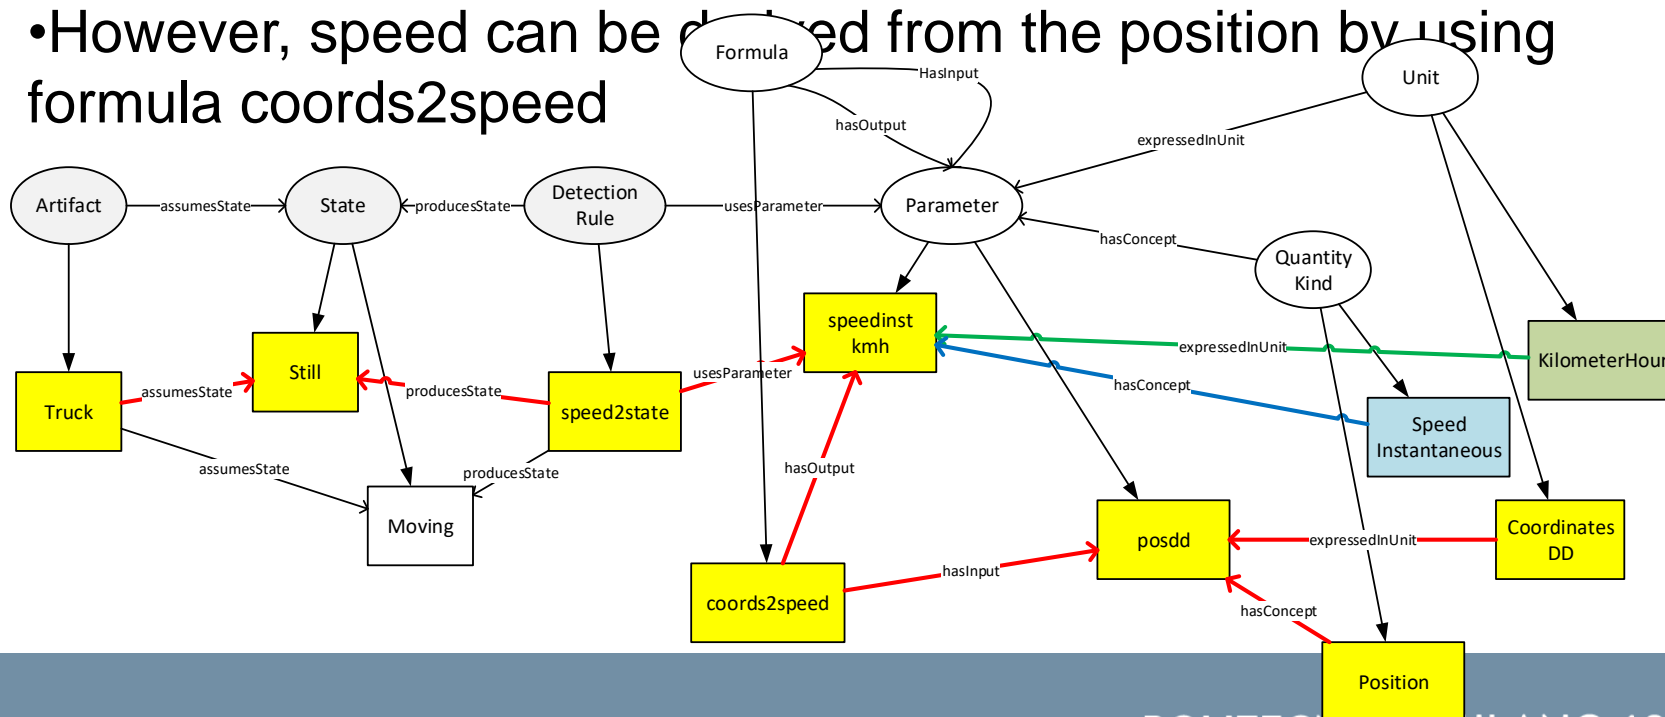 •However, speed can be d  ed from the position by using
formula coords2speed
Formula
Unit
HasInput
hasOutput
expressedInUnit
Artifact
assumesState
State
producesState
Detection
Rule
usesParameter
Parameter
hasConcept
Quantity
Kind
speedinst
kmh
expressedInUnit
KilometerHour
Still
usesParameter
hasConcept
assumesState
producesState
Truck
speed2state
Speed
Instantaneous
assumesState
producesState
hasOutput
Moving
posdd
expressedInUnit
Coordinates
DD
hasInput
coords2speed
hasConcept
Position